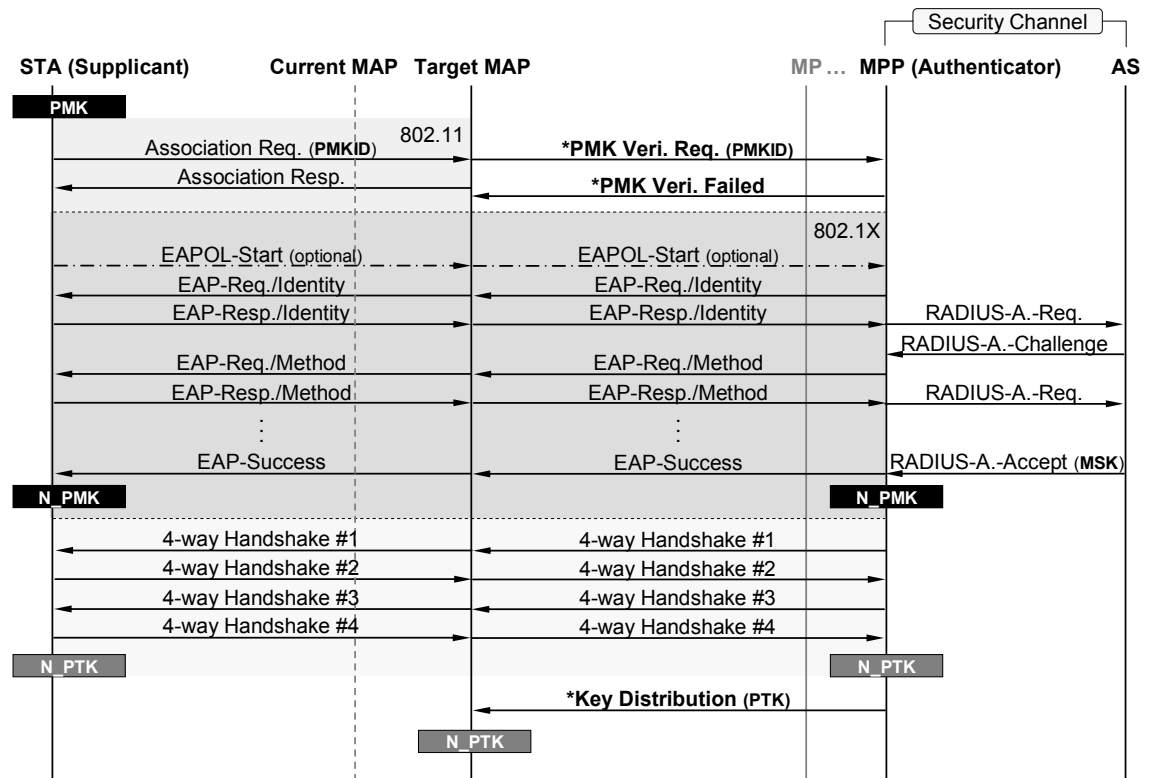 Security Channel
STA (Supplicant) Current MAP Target MAP MP ... MPP (Authenticator) AS
PMK
802.11
Association Req. (PMKID) *PMK Veri. Req. (PMKID)
Association Resp. *PMK Veri. Failed
802.1X
EAPOL-Start (optional) EAPOL-Start (optional)
EAP-Req./Identity EAP-Req./Identity
EAP-Resp./Identity EAP-Resp./Identity RADIUS-A.-Req.
RADIUS-A.-Challenge
EAP-Req./Method EAP-Req./Method
EAP-Resp./Method EAP-Resp./Method RADIUS-A.-Req.
⋮ ⋮
EAP-Success EAP-Success RADIUS-A.-Accept (MSK)
N_PMK N_PMK
4-way Handshake #1 4-way Handshake #1
4-way Handshake #2 4-way Handshake #2
4-way Handshake #3 4-way Handshake #3
4-way Handshake #4 4-way Handshake #4
N_PTK N_PTK
*Key Distribution (PTK)
N_PTK